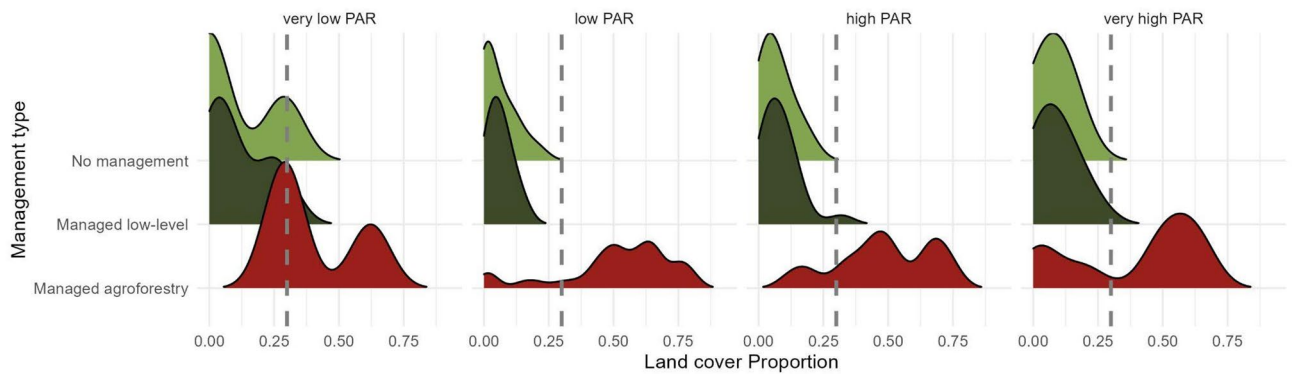 very low PAR
low PAR
high PAR
very high PAR
Management type
No management
Managed low-level
Managed agroforestry
0.00 0.25 0.50 0.75 0.00 0.25 0.50 0.75 0.00 0.25 0.50 0.75 0.00 0.25 0.50 0.75
Land cover Proportion